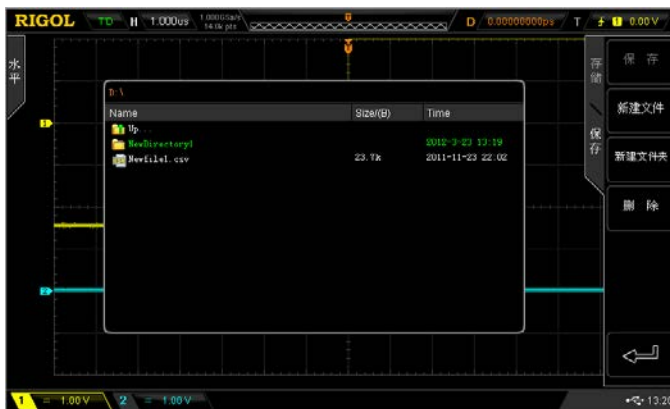 RIGOL TD H 1.000us 1.000GSa/s 14.0k pts D 0.00000000ps T 1 0.00V
水平
D:\
Name Size/(B) Time
Up...
NewDirectory1 2012-3-23 13:19
Newfile1.csv 23.7k 2011-11-23 22:02
存储
保存
保 存
新建文件
新建文件夹
删 除
1
2
1 = 1.00V 2 = 1.00V